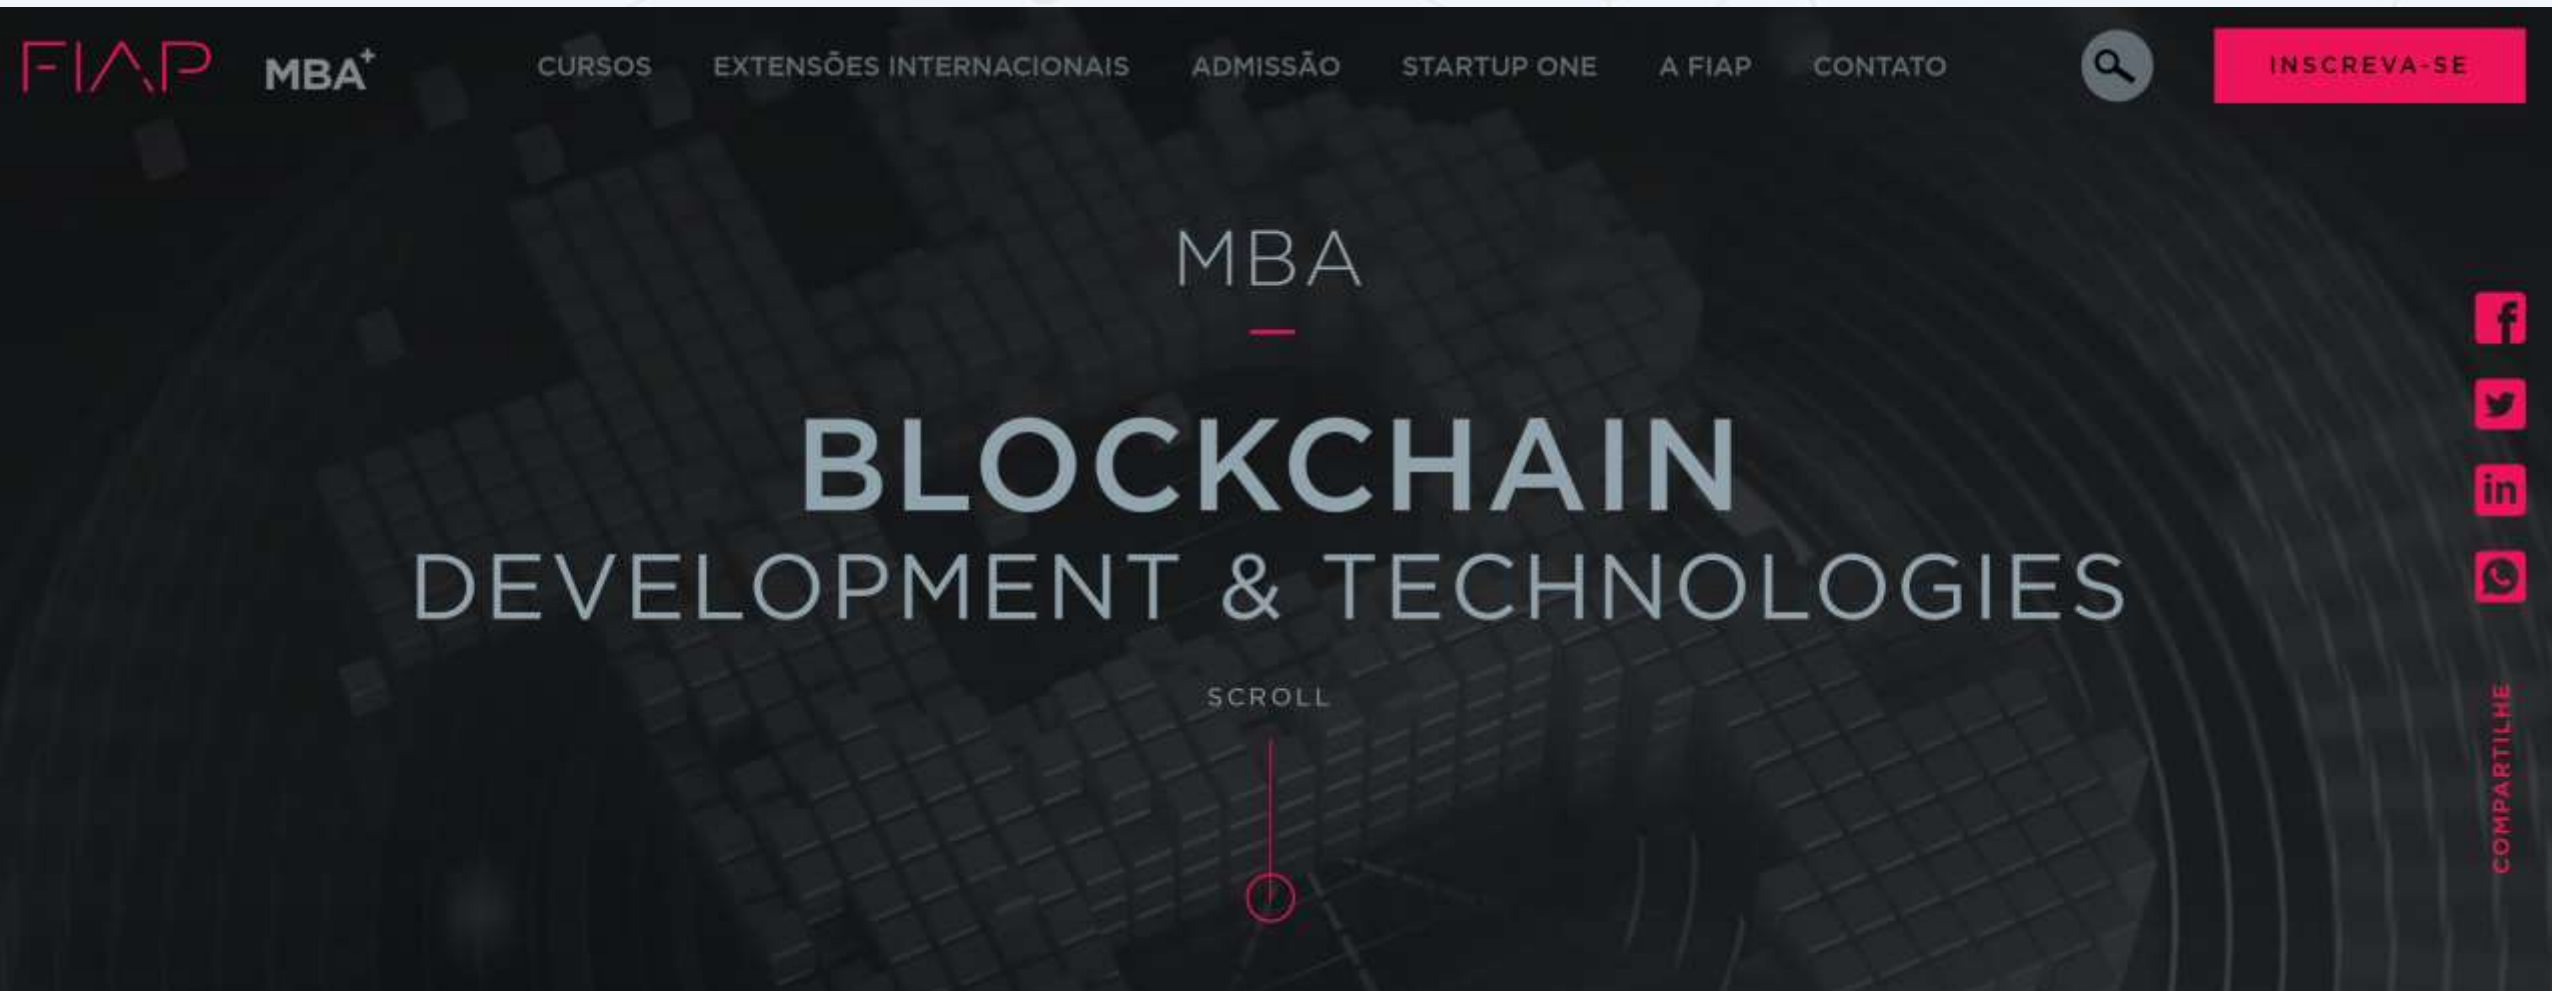 FIAP MBA+ CURSOS EXTENSÕES INTERNACIONAIS ADMISSÃO STARTUP ONE A FIAP CONTATO INSCREVA-SE
MBA
BLOCKCHAIN
DEVELOPMENT & TECHNOLOGIES
SCROLL
COMPARTILHE